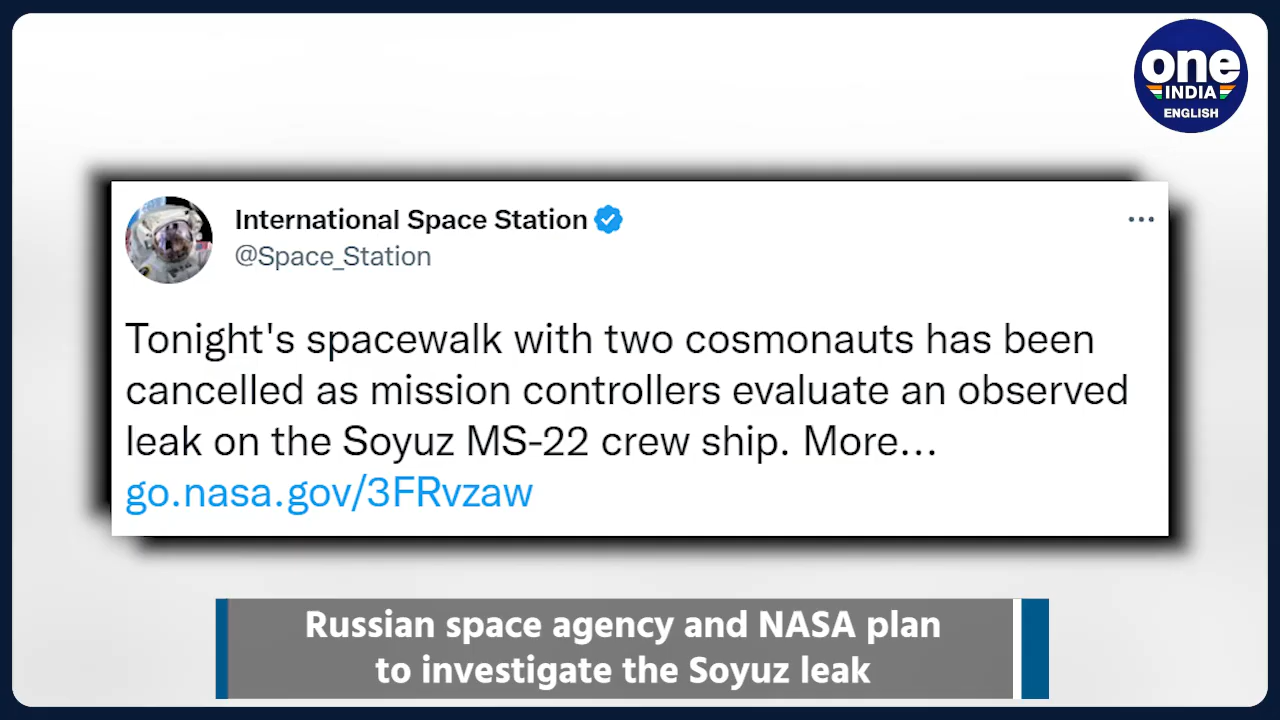 one
INDIA
ENGLISH
International Space Station
@Space_Station
Tonight's spacewalk with two cosmonauts has been
cancelled as mission controllers evaluate an observed
leak on the Soyuz MS-22 crew ship. More...
go.nasa.gov/3FRvzaw
Russian space agency and NASA plan
to investigate the Soyuz leak